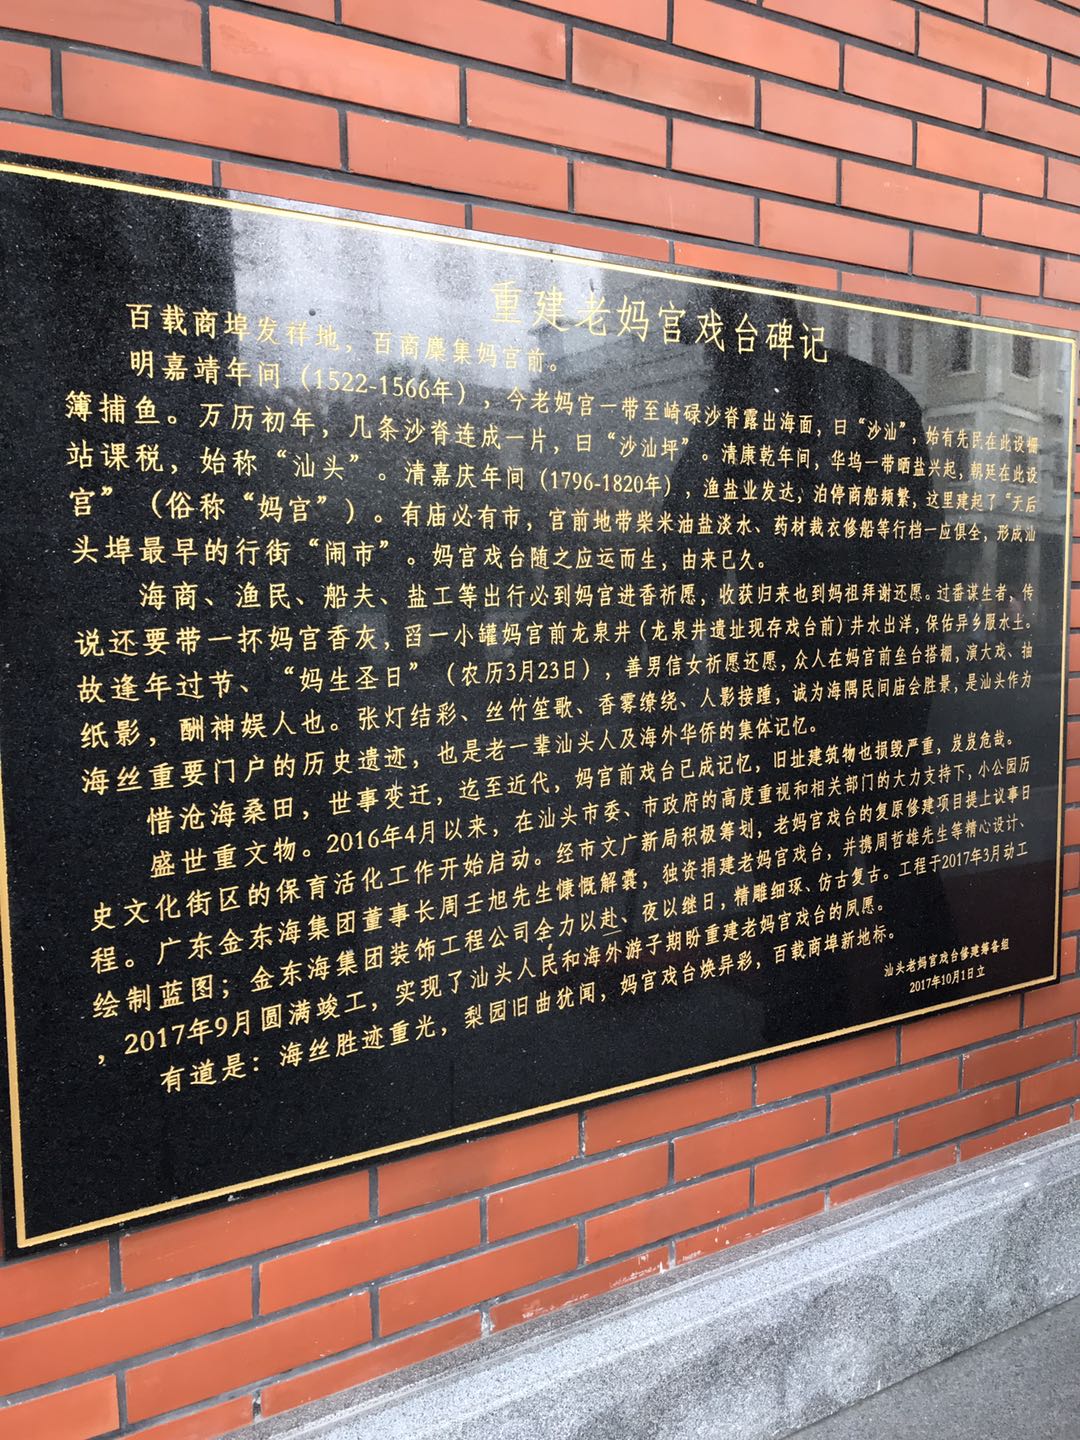 重建老妈宫戏台碑记
百载商埠发祥地，百商麇集妈宫前。
明嘉靖年间（1522-1566年），今老妈宫一带至崎碌沙脊露出海面，曰“沙汕”，始有先民在此设栅
簿捕鱼。万历初年，几条沙脊连成一片，曰“沙汕坪”。清康乾年间，华坞一带晒盐兴起，朝廷在此设
站课税，始称“汕头”。清嘉庆年间（1796-1820年），渔盐业发达，泊停商船频繁，这里建起了“天后
宫”（俗称“妈宫”）。有庙必有市，宫前地带柴米油盐淡水、药材裁衣修船等行档一应俱全，形成汕
头埠最早的行街“闹市”。妈宫戏台随之应运而生，由来已久。
海商、渔民、船夫、盐工等出行必到妈宫进香祈愿，收获归来也到妈祖拜谢还愿。过番谋生者，传
说还要带一抔妈宫香灰，舀一小罐妈宫前龙泉井（龙泉井遗址现存戏台前）井水出洋，保佑异乡服水土。
故逢年过节、“妈生圣日”（农历3月23日），善男信女祈愿还愿，众人在妈宫前垒台搭棚，演大戏、抽
纸影，酬神娱人也。张灯结彩、丝竹笙歌、香雾缭绕、人影接踵，诚为海隅民间庙会胜景，是汕头作为
海丝重要门户的历史遗迹，也是老一辈汕头人及海外华侨的集体记忆。
惜沧海桑田，世事变迁，迄至近代，妈宫前戏台已成记忆，旧址建筑物也损毁严重，岌岌危哉。
盛世重文物。2016年4月以来，在汕头市委、市政府的高度重视和相关部门的大力支持下，小公园历
史文化街区的保育活化工作开始启动。经市文广新局积极筹划，老妈宫戏台的复原修建项目提上议事日
程。广东金东海集团董事长周壬旭先生慷慨解囊，独资捐建老妈宫戏台，并携周哲雄先生等精心设计、
绘制蓝图；金东海集团装饰工程公司全力以赴、夜以继日，精雕细琢、仿古复古。工程于2017年3月动工
，2017年9月圆满竣工，实现了汕头人民和海外游子期盼重建老妈宫戏台的夙愿。
有道是：海丝胜迹重光，梨园旧曲犹闻，妈宫戏台焕异彩，百载商埠新地标。
汕头老妈宫戏台修建筹备组
2017年10月1日立